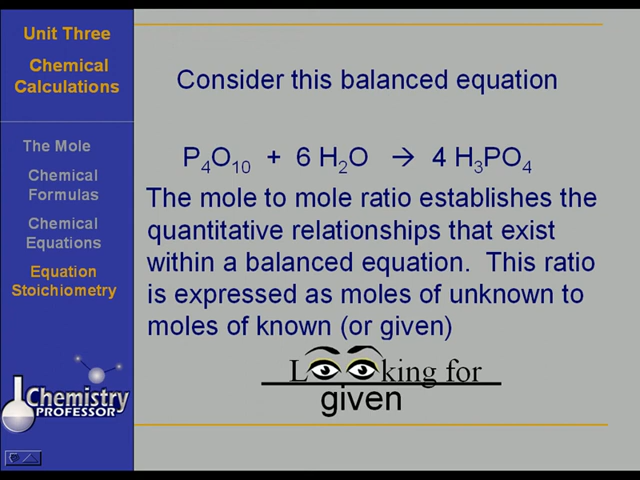 Unit Three
Chemical
Calculations
The Mole
Chemical
Formulas
Chemical
Equations
Equation
Stoichiometry
Chemistry
PROFESSOR
Consider this balanced equation
P₄O₁₀ + 6 H₂O → 4 H₃PO₄
The mole to mole ratio establishes the
quantitative relationships that exist
within a balanced equation. This ratio
is expressed as moles of unknown to
moles of known (or given)
Looking for
given